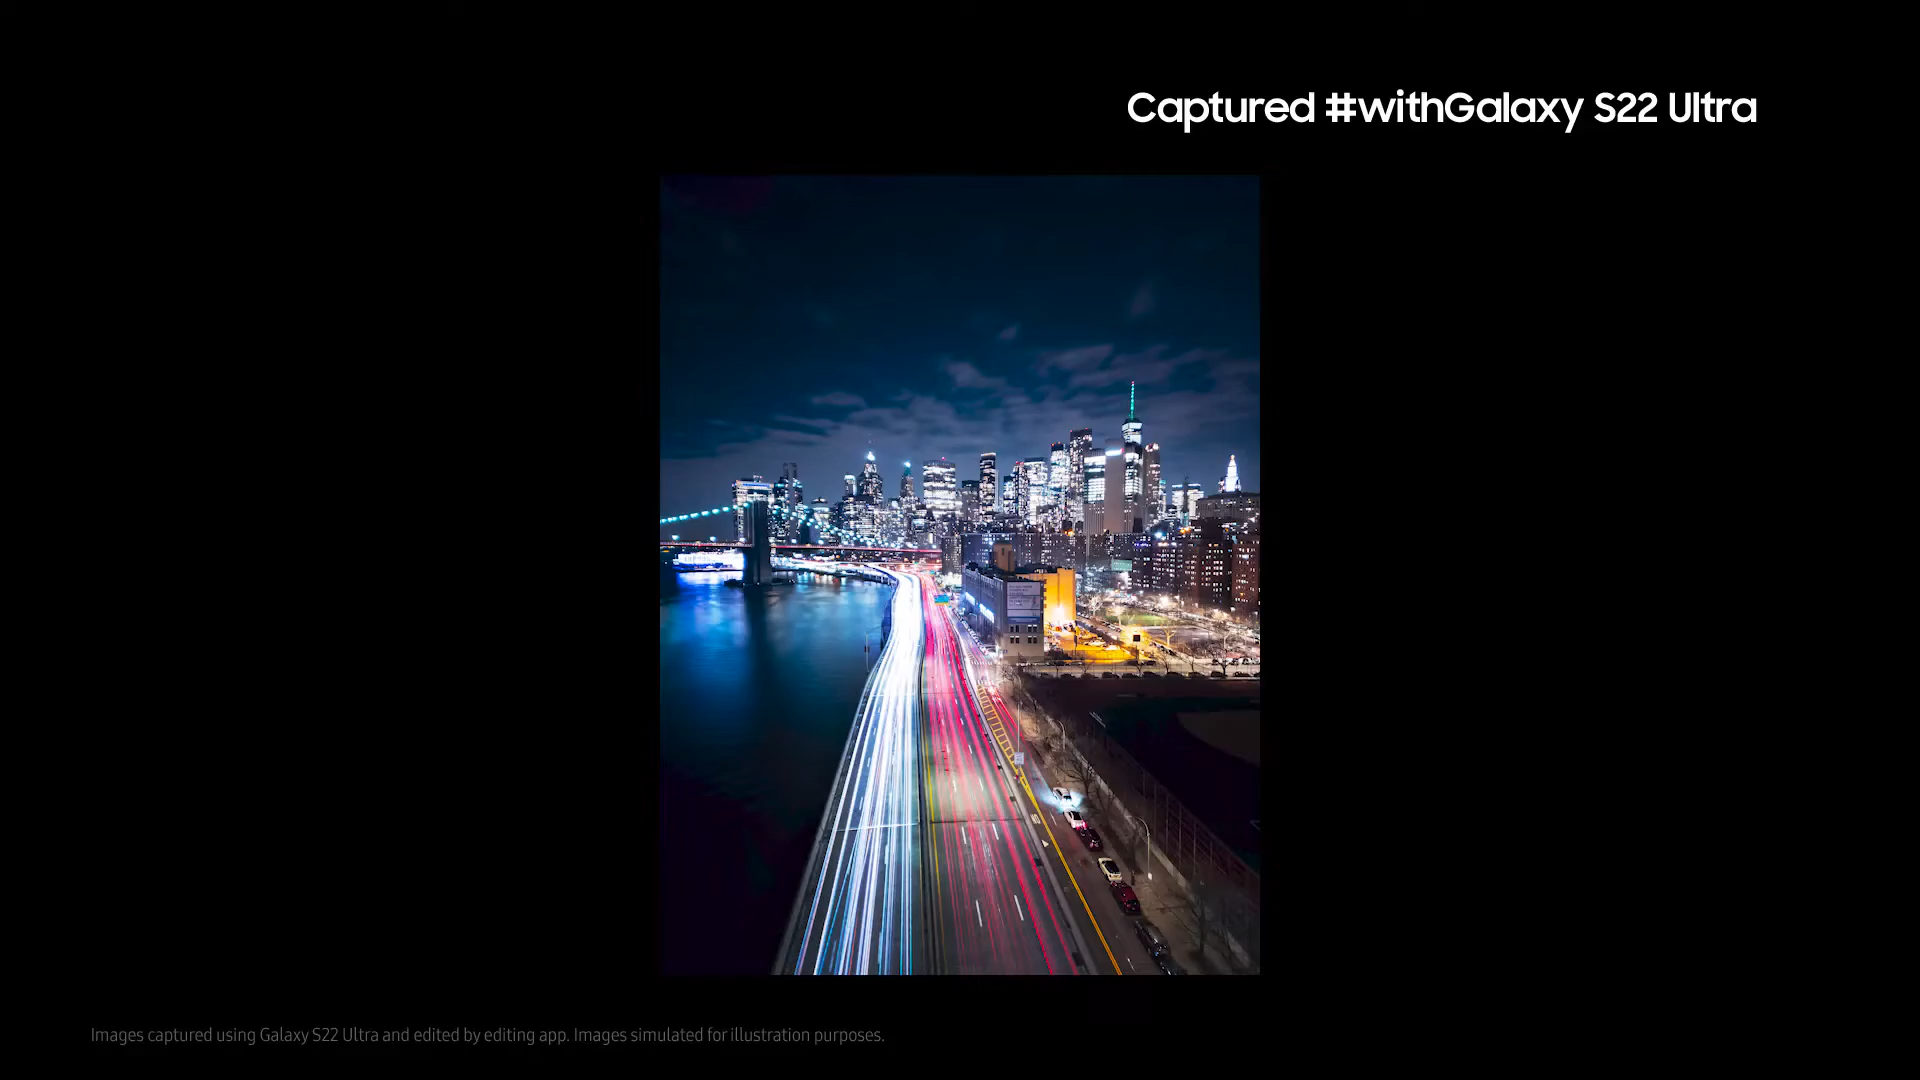 Captured #withGalaxy S22 Ultra
Images captured using Galaxy S22 Ultra and edited by editing app. Images simulated for illustration purposes.